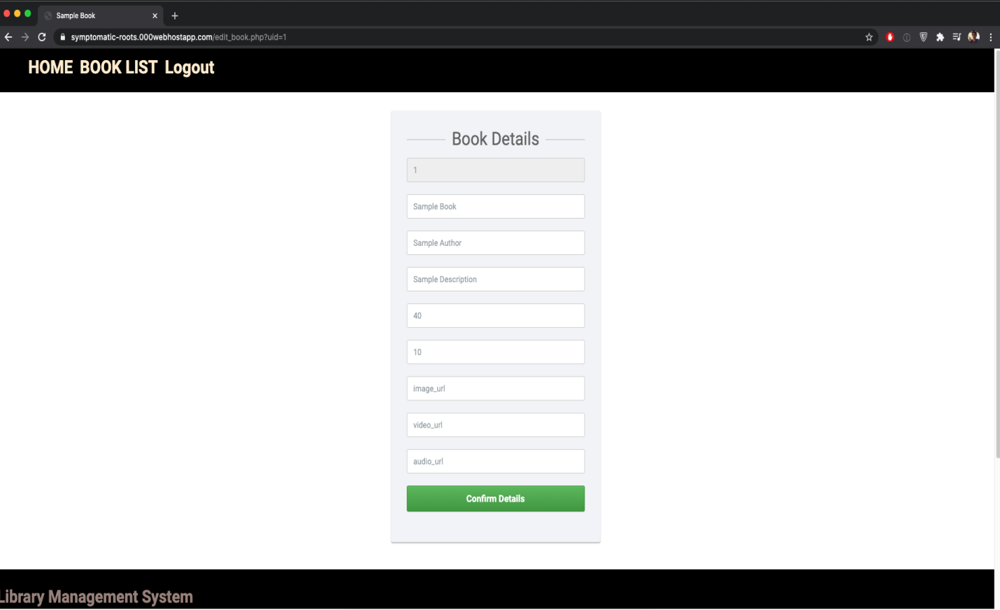 Sample Book
symptomatic-roots.000webhostapp.com/edit_book.php?uid=1
HOME BOOK LIST Logout
Book Details
1
Sample Book
Sample Author
Sample Description
40
10
image_url
video_url
audio_url
Confirm Details
Library Management System